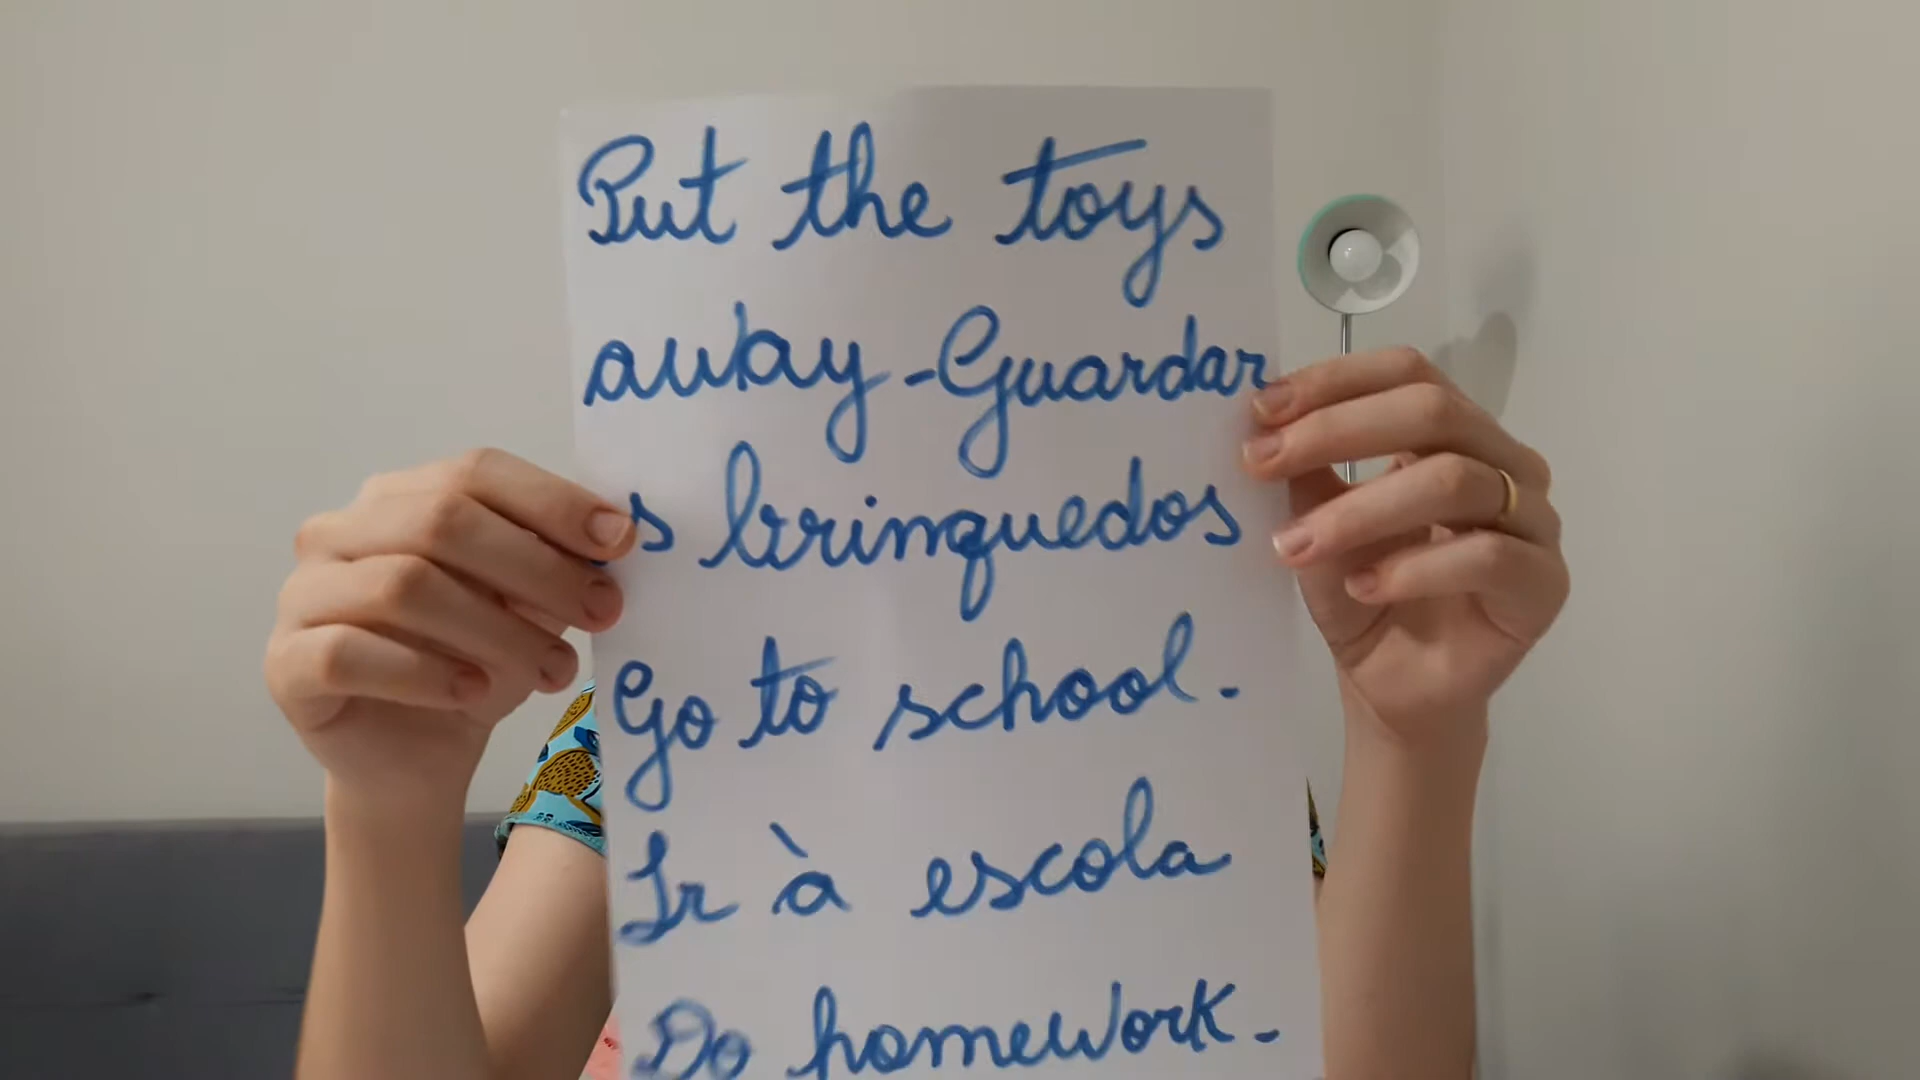 Put the toys
away - Guardar
s brinquedos
Go to school -
Ir à escola
Do homework -